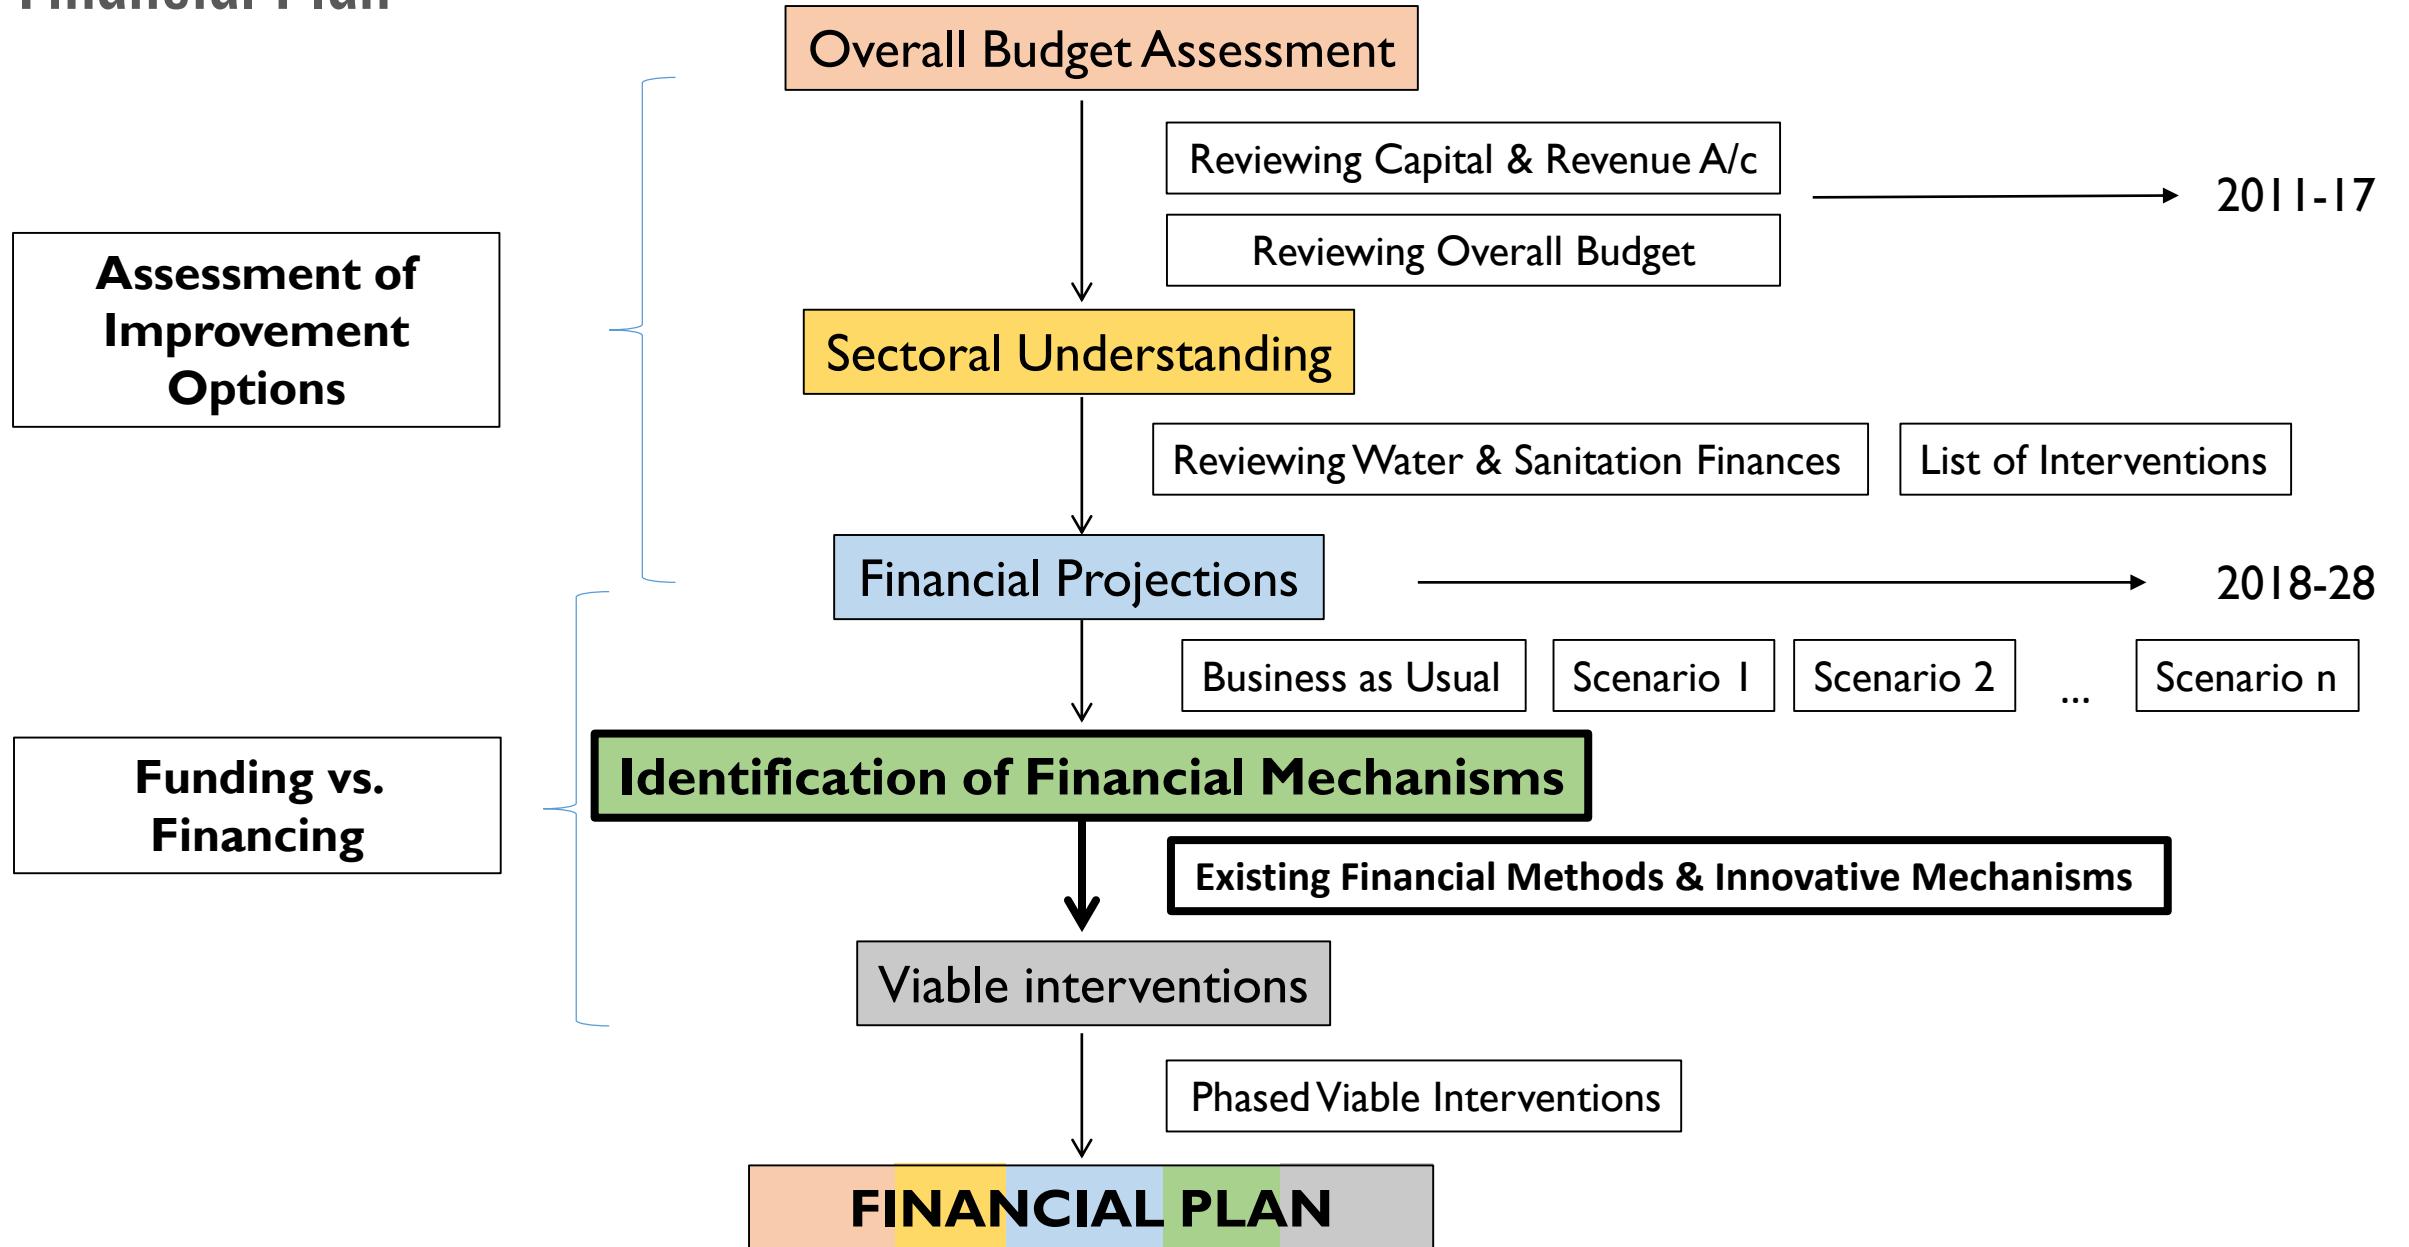 Financial Plan
Overall Budget Assessment
Reviewing Capital & Revenue A/c
2011-17
Reviewing Overall Budget
Assessment of
Improvement
Options
Sectoral Understanding
Reviewing Water & Sanitation Finances
List of Interventions
Financial Projections
2018-28
Business as Usual
Scenario 1
Scenario 2
...
Scenario n
Identification of Financial Mechanisms
Funding vs.
Financing
Existing Financial Methods & Innovative Mechanisms
Viable interventions
Phased Viable Interventions
FINANCIAL PLAN